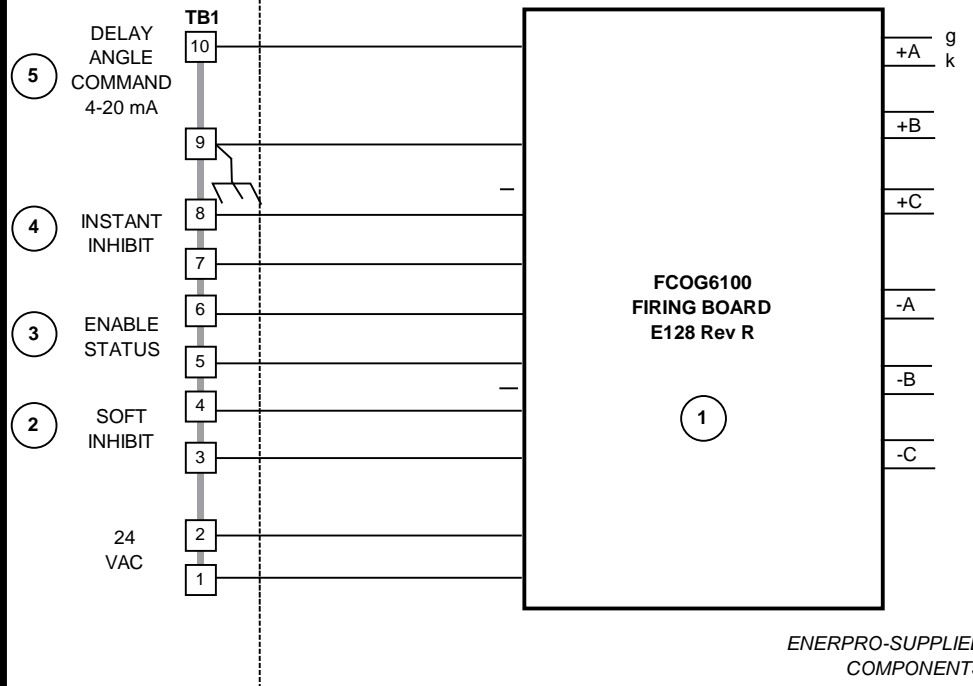 TB1
5
DELAY
ANGLE
COMMAND
4-20 mA
10
9
4
INSTANT
INHIBIT
8
7
3
ENABLE
STATUS
6
5
2
SOFT
INHIBIT
4
3
24
VAC
2
1
FCOG6100
FIRING BOARD
E128 Rev R
1
+A
g
k
+B
+C
-A
-B
-C
ENERPRO-SUPPLIED
COMPONENTS